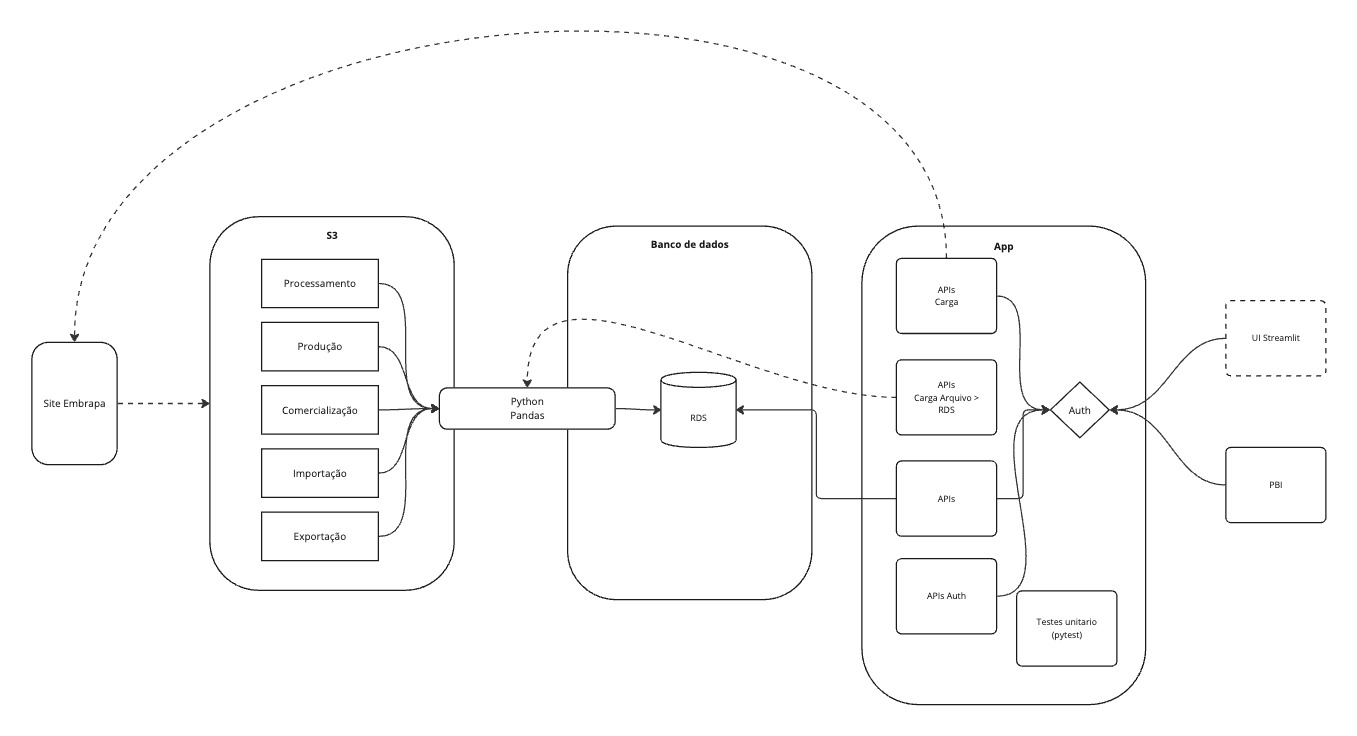 S3
Banco de dados
App
Processamento
Produção
Comercialização
Importação
Exportação
Site Embrapa
Python
Pandas
RDS
APIs
Carga
APIs
Carga Arquivo >
RDS
APIs
APIs Auth
Testes unitario
(pytest)
Auth
UI Streamlit
PBI